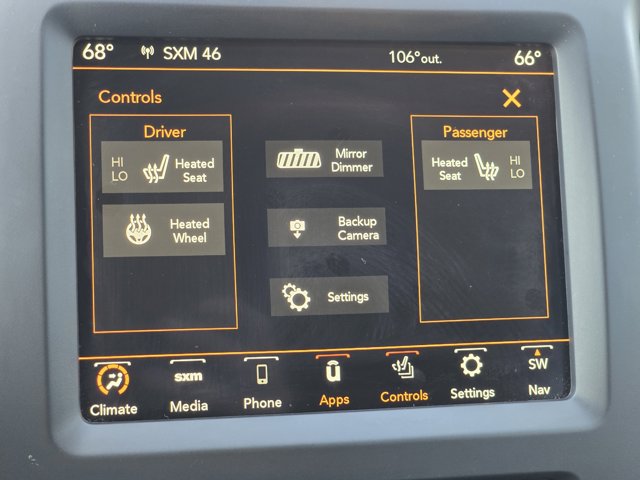 68° SXM 46 106° out. 66°
Controls
Driver
HI
LO
Heated
Seat
Heated
Wheel
Mirror
Dimmer
Backup
Camera
Settings
Passenger
Heated
Seat
HI
LO
Climate
sxm
Media
Phone
u
Apps
Controls
Settings
SW
Nav